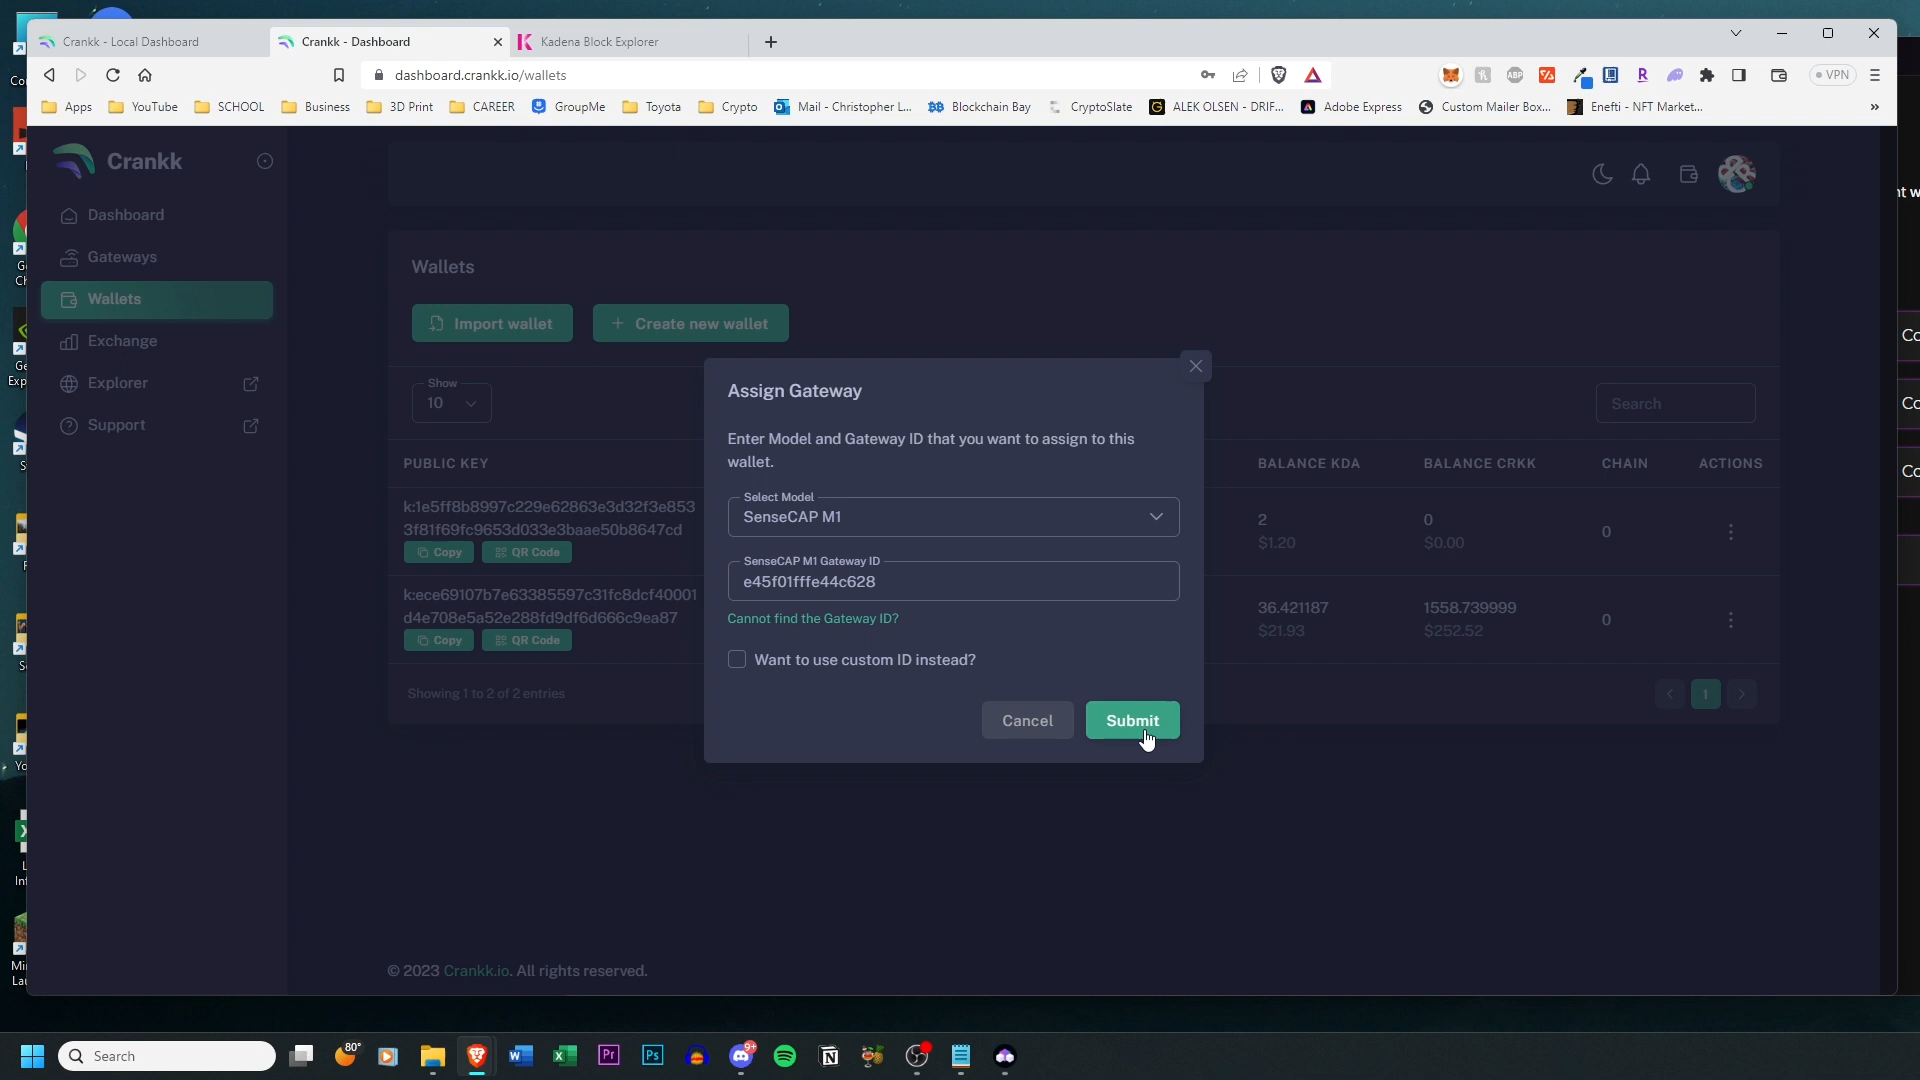 Crankk - Local Dashboard
Crankk - Dashboard
Kadena Block Explorer
dashboard.crankk.io/wallets
VPN
Apps
YouTube
SCHOOL
Business
3D Print
CAREER
GroupMe
Toyota
Crypto
Mail - Christopher L...
Blockchain Bay
CryptoSlate
ALEK OLSEN - DRIF...
Adobe Express
Custom Mailer Box...
Enefti - NFT Market...
Crankk
Dashboard
Gateways
Wallets
Exchange
Explorer
Support
Wallets
Import wallet
Create new wallet
Show
10
Search
PUBLIC KEY
BALANCE KDA
BALANCE CRKK
CHAIN
ACTIONS
k:1e5ff8b8997c229e62863e3d32f3e853
3f81f69fc9653d033e3baae50b8647cd
Copy
QR Code
2
$1.20
0
$0.00
0
k:ece69107b7e63385597c31fc8dcf40001
d4e708e5a52e288fd9df6d666c9ea87
Copy
QR Code
36.421187
$21.93
1558.739999
$252.52
0
Showing 1 to 2 of 2 entries
1
Assign Gateway
Enter Model and Gateway ID that you want to assign to this
wallet.
Select Model
SenseCAP M1
SenseCAP M1 Gateway ID
e45f01fffe44c628
Cannot find the Gateway ID?
Want to use custom ID instead?
Cancel
Submit
© 2023 Crankk.io. All rights reserved.
Search
80°
9+